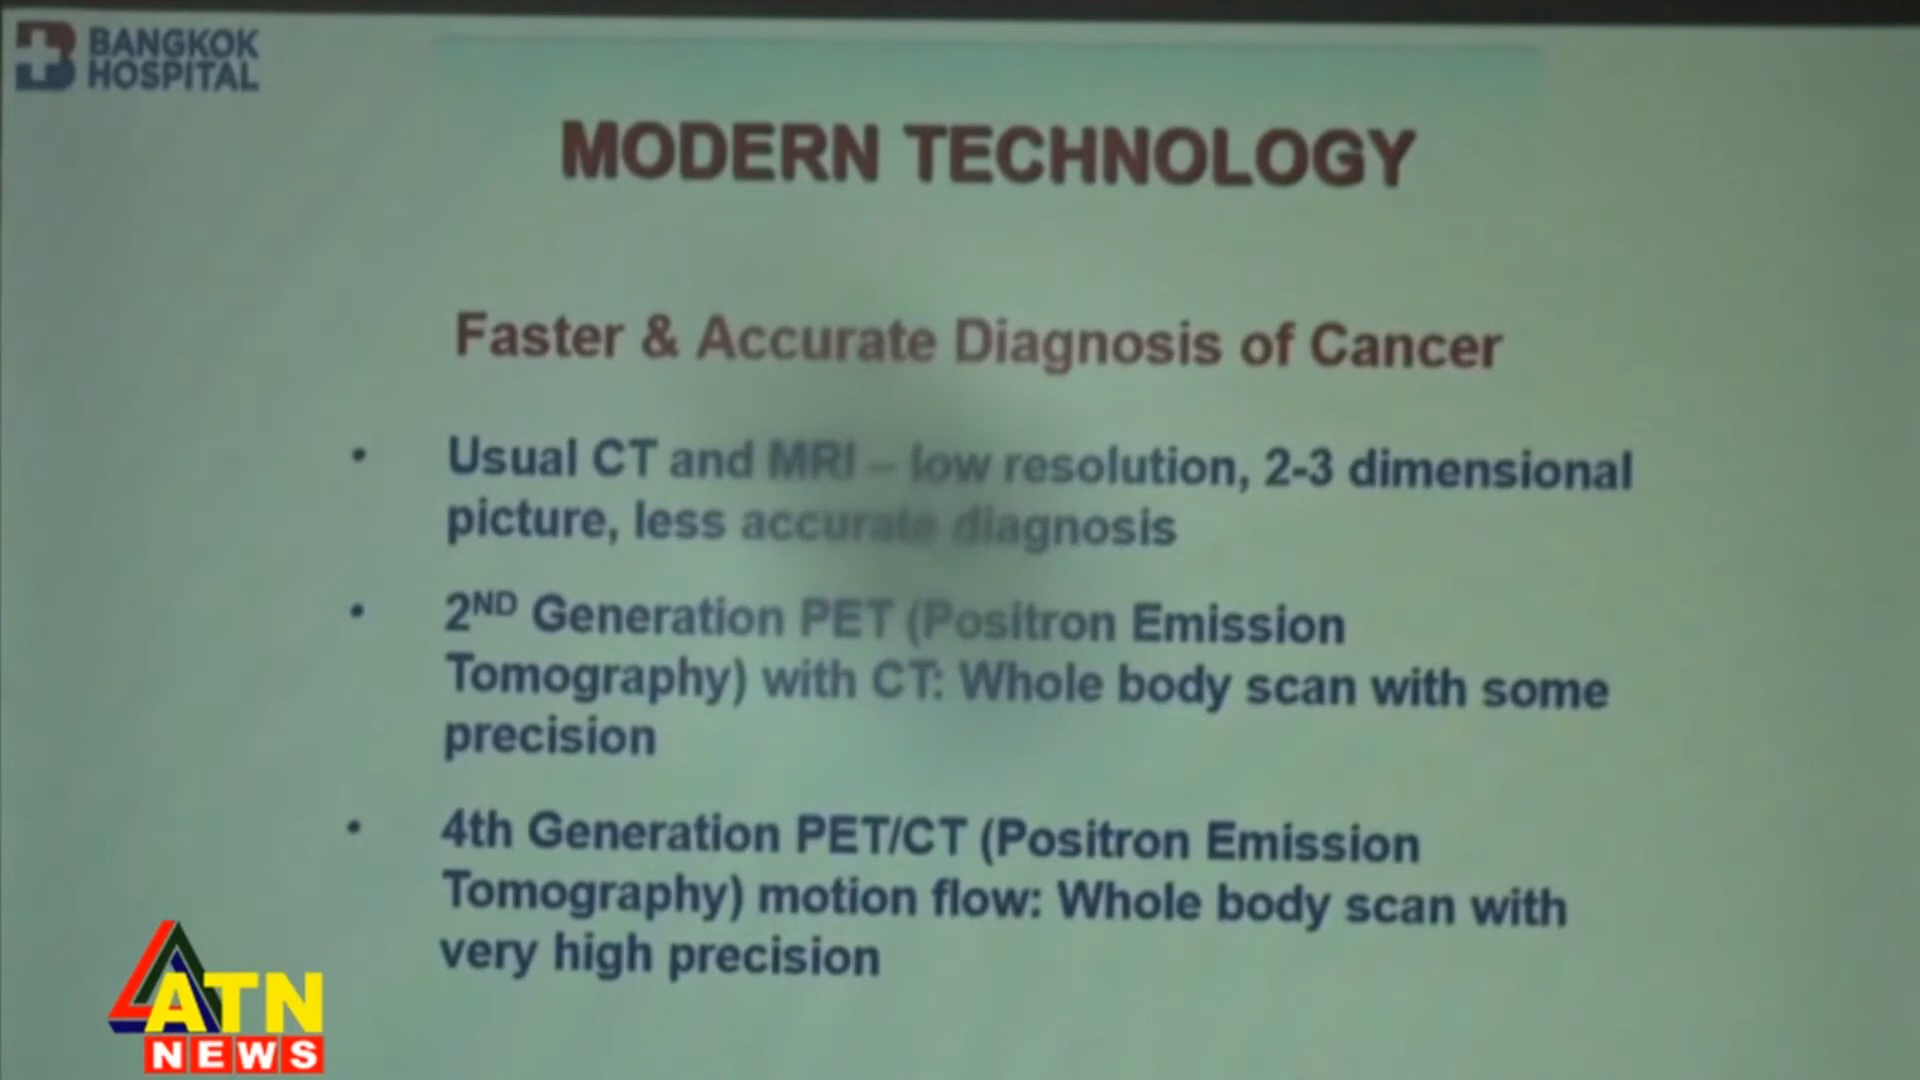 BANGKOK
HOSPITAL
MODERN TECHNOLOGY
Faster & Accurate Diagnosis of Cancer
• Usual CT and MRI – low resolution, 2-3 dimensional
picture, less accurate diagnosis
• 2ND Generation PET (Positron Emission
Tomography) with CT: Whole body scan with some
precision
• 4th Generation PET/CT (Positron Emission
Tomography) motion flow: Whole body scan with
very high precision
ATN
NEWS